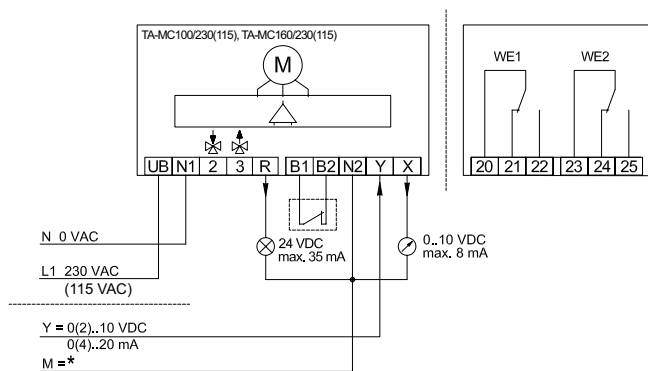 TA-MC100/230(115), TA-MC160/230(115)
M
WE1 WE2
UB N1 2 3 R B1 B2 N2 Y X
20 21 22 23 24 25
N 0 VAC
24 VDC
max. 35 mA
0..10 VDC
max. 8 mA
L1 230 VAC
(115 VAC)
Y = 0(2)..10 VDC
0(4)..20 mA
M = *